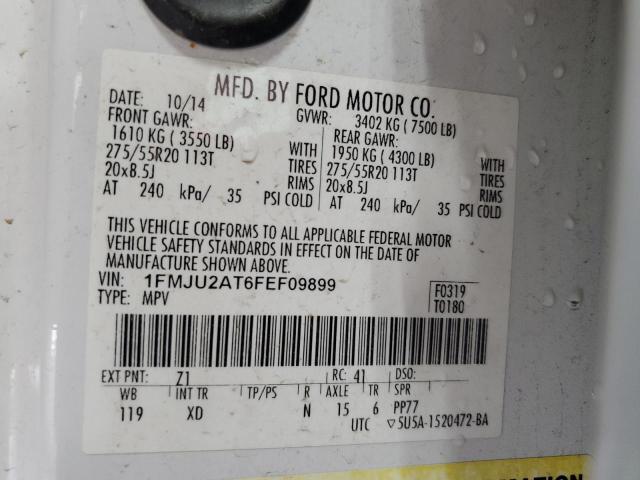 MFD. BY FORD MOTOR CO.
DATE: 10/14 GVWR: 3402 KG ( 7500 LB)
FRONT GAWR: REAR GAWR:
1610 KG ( 3550 LB) WITH 1950 KG ( 4300 LB) WITH
275/55R20 113T TIRES 275/55R20 113T TIRES
20x8.5J RIMS 20x8.5J RIMS
AT 240 kPa/ 35 PSI COLD AT 240 kPa/ 35 PSI COLD
THIS VEHICLE CONFORMS TO ALL APPLICABLE FEDERAL MOTOR
VEHICLE SAFETY STANDARDS IN EFFECT ON THE DATE OF
MANUFACTURE SHOWN ABOVE.
VIN: 1FMJU2AT6FEF09899 F0319
TYPE: MPV T0180
EXT PNT: Z1 RC: 41 DSO:
WB INT TR TP/PS R AXLE TR SPR
119 XD N 15 6 PP77
UTC ▽5U5A-1520472-BA